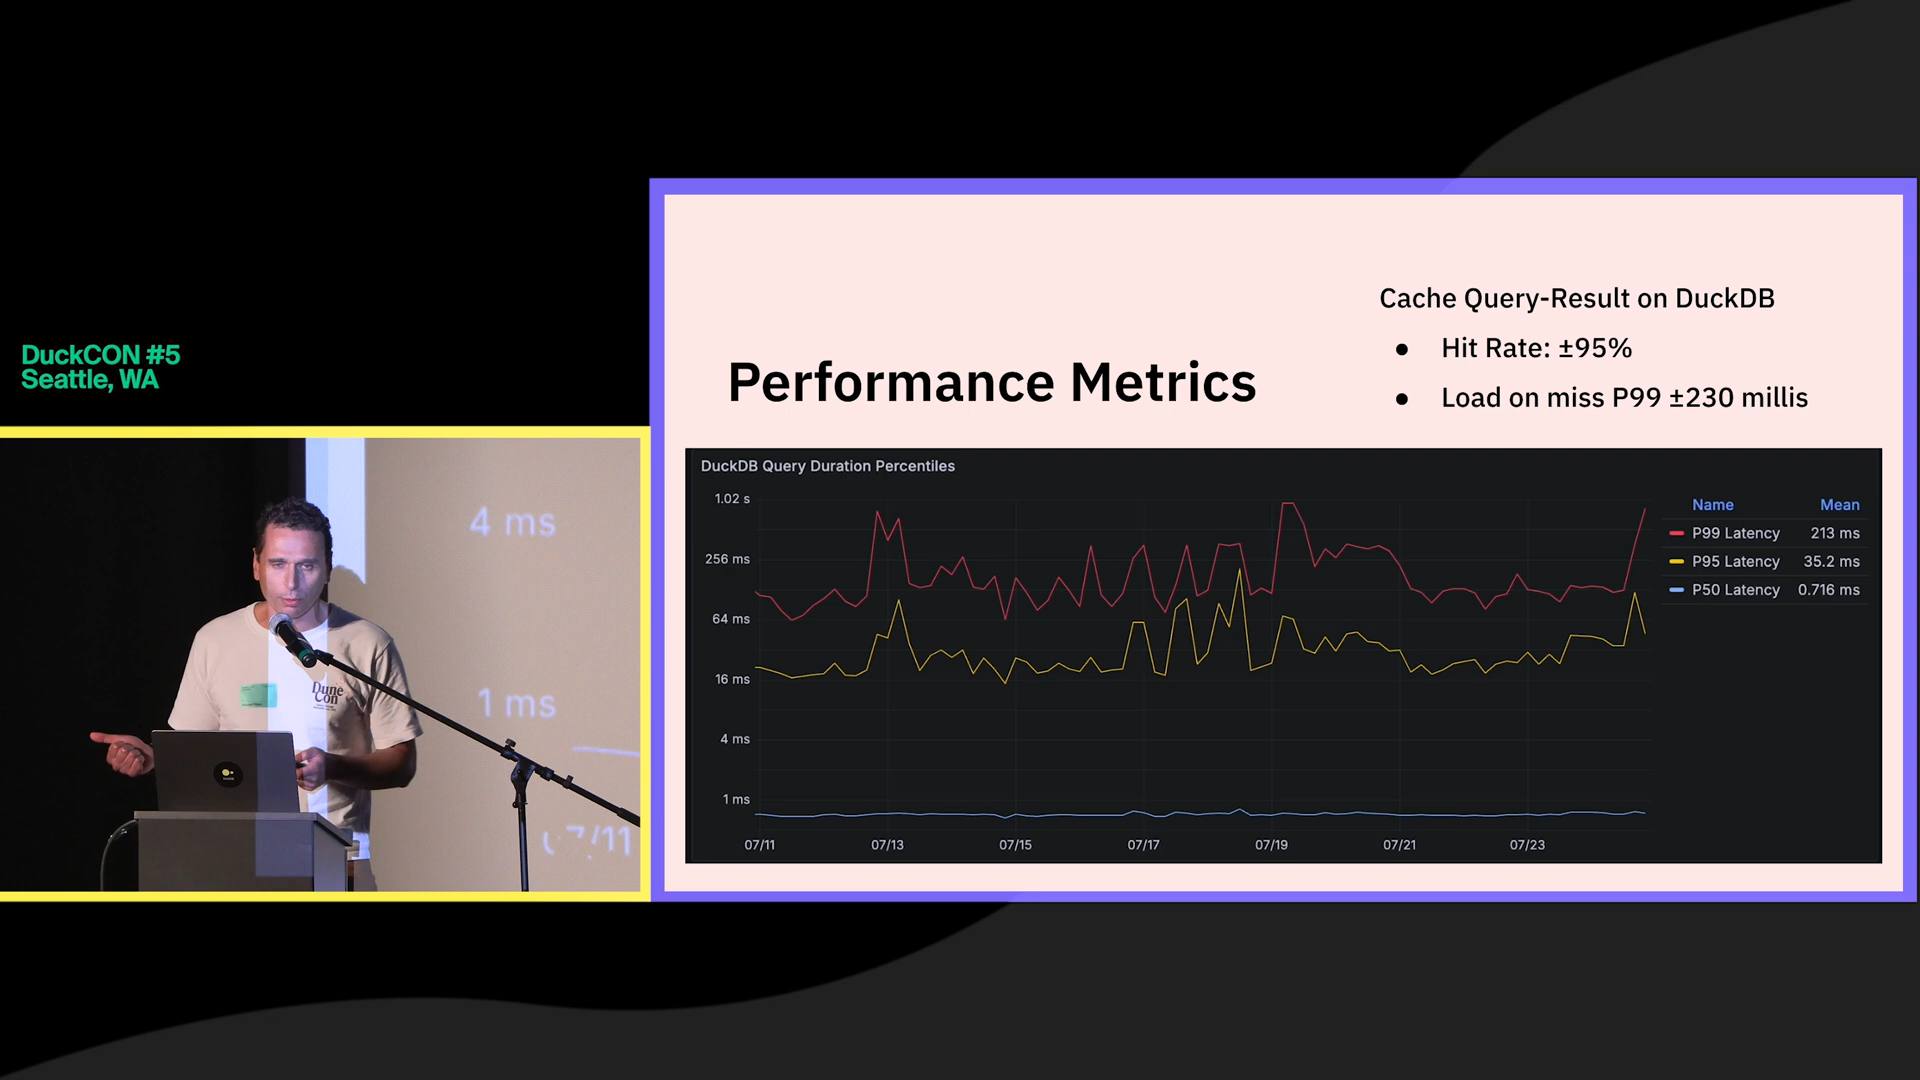 DuckCON #5
Seattle, WA
4 ms
1 ms
07/11
Dune
Con
Performance Metrics
Cache Query-Result on DuckDB
● Hit Rate: ±95%
● Load on miss P99 ±230 millis
DuckDB Query Duration Percentiles
1.02 s
256 ms
64 ms
16 ms
4 ms
1 ms
07/11 07/13 07/15 07/17 07/19 07/21 07/23
Name Mean
P99 Latency 213 ms
P95 Latency 35.2 ms
P50 Latency 0.716 ms